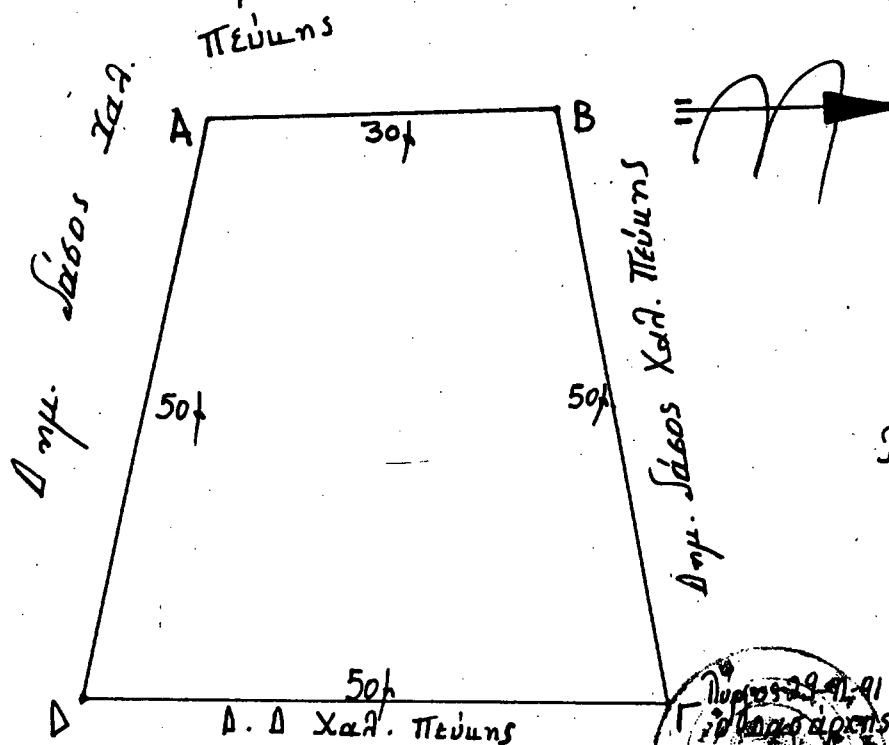 Πεύκης
Δημ. δάσος Χαλ.
A
30μ
B
Δημ. δάσος Χαλ. Πεύκης
50μ
50μ
Δ
50μ
Γ
Δ. Δ Χαλ. Πεύκης